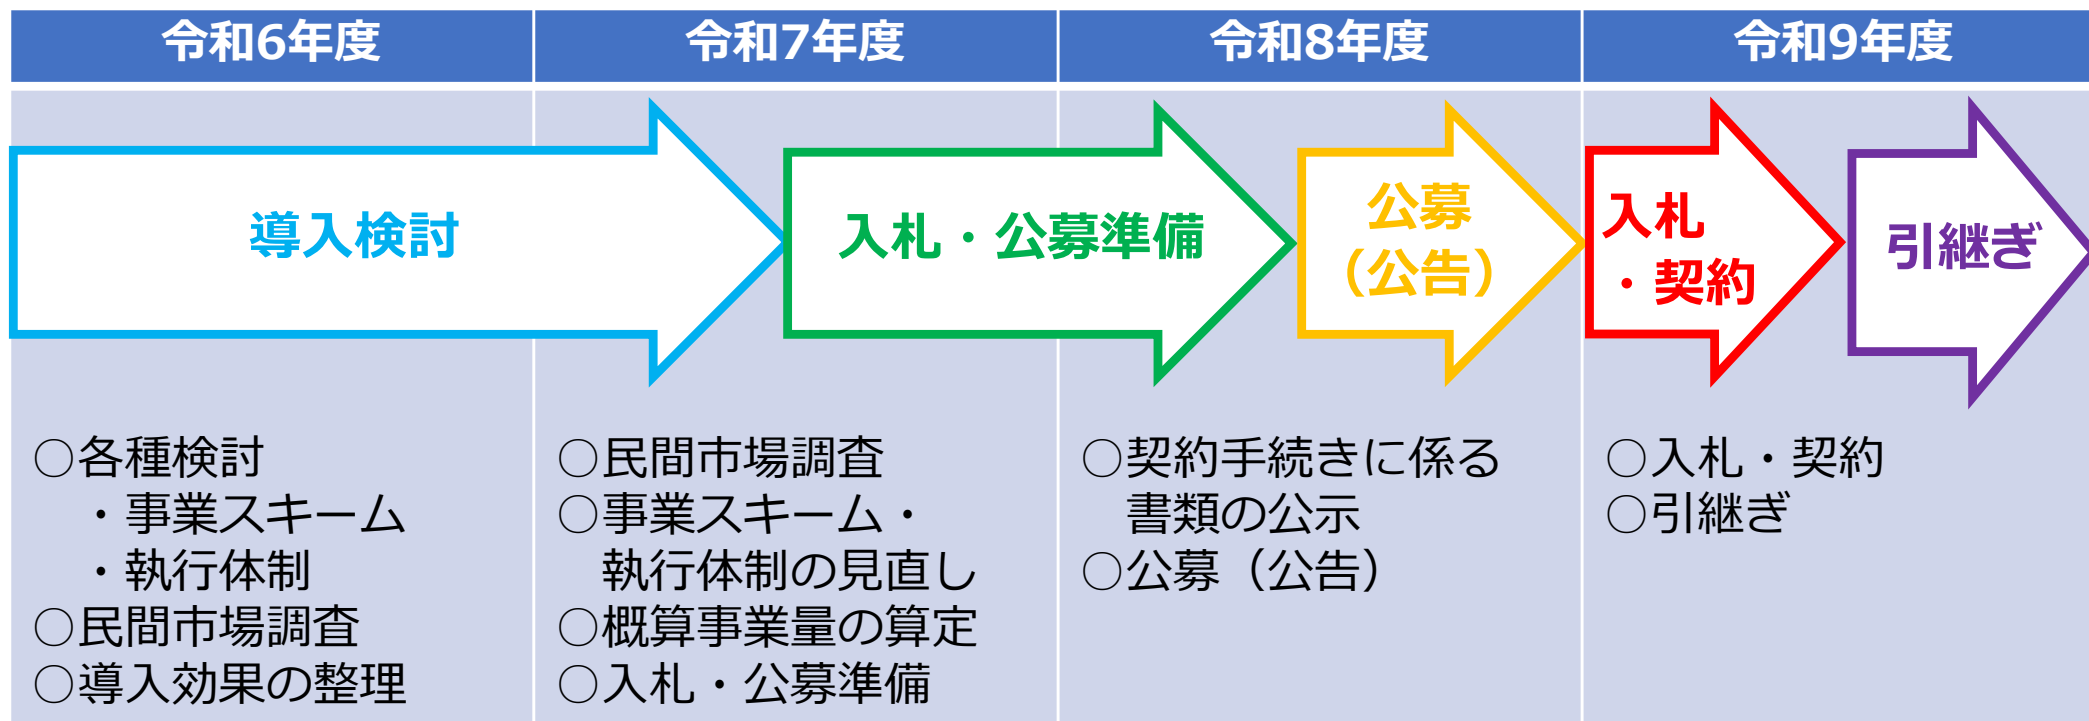 令和6年度
令和7年度
令和8年度
令和9年度
導入検討
入札・公募準備
公募
（公告）
入札
・契約
引継ぎ
○各種検討
・事業スキーム
・執行体制
○民間市場調査
○導入効果の整理
○民間市場調査
○事業スキーム・
執行体制の見直し
○概算事業量の算定
○入札・公募準備
○契約手続きに係る
書類の公示
○公募（公告）
○入札・契約
○引継ぎ